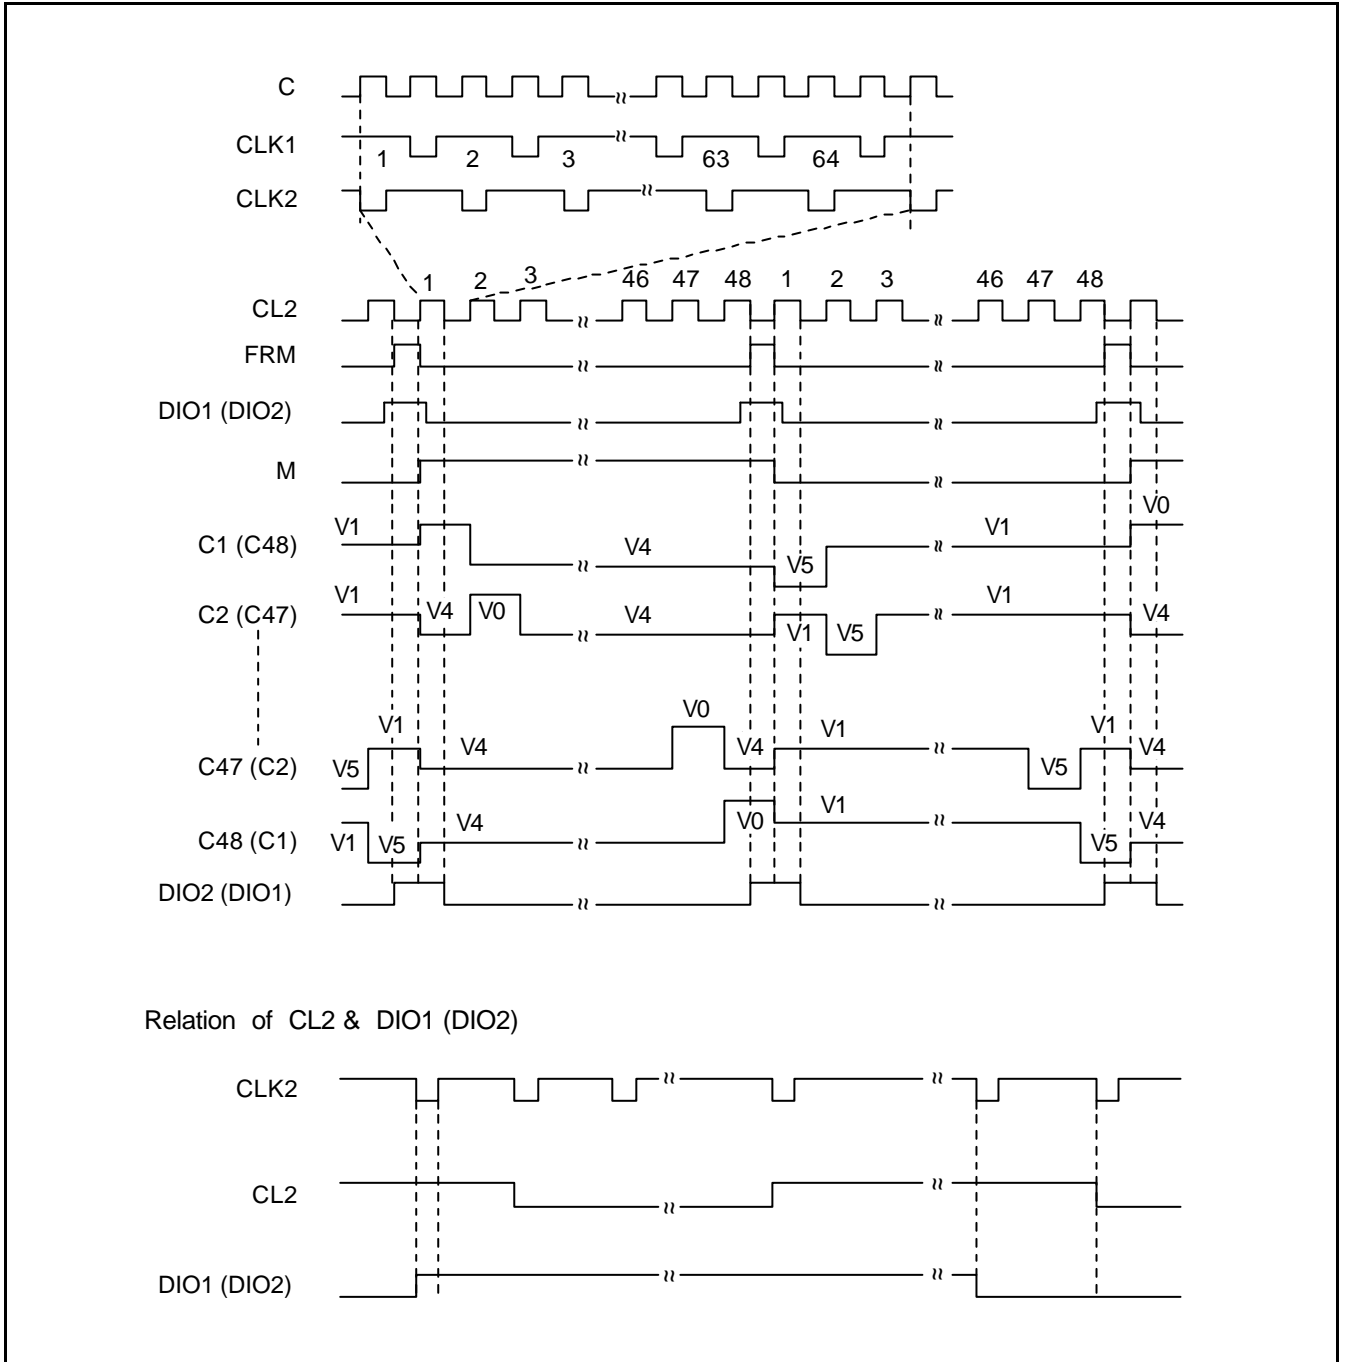 C
CLK1
1 2 3 63 64
CLK2
1 2 3 46 47 48 1 2 3 46 47 48
CL2
FRM
DIO1 (DIO2)
M
V0
V1
C1 (C48) V4 V5 V1
V1 V4 V0 V4 V1 V5 V1 V4
C2 (C47)
V0
V1 V4 V4 V1 V1 V4
C47 (C2) V5 V5
V4 V0 V1 V4
C48 (C1) V1 V5 V5
DIO2 (DIO1)
Relation of CL2 & DIO1 (DIO2)
CLK2
CL2
DIO1 (DIO2)